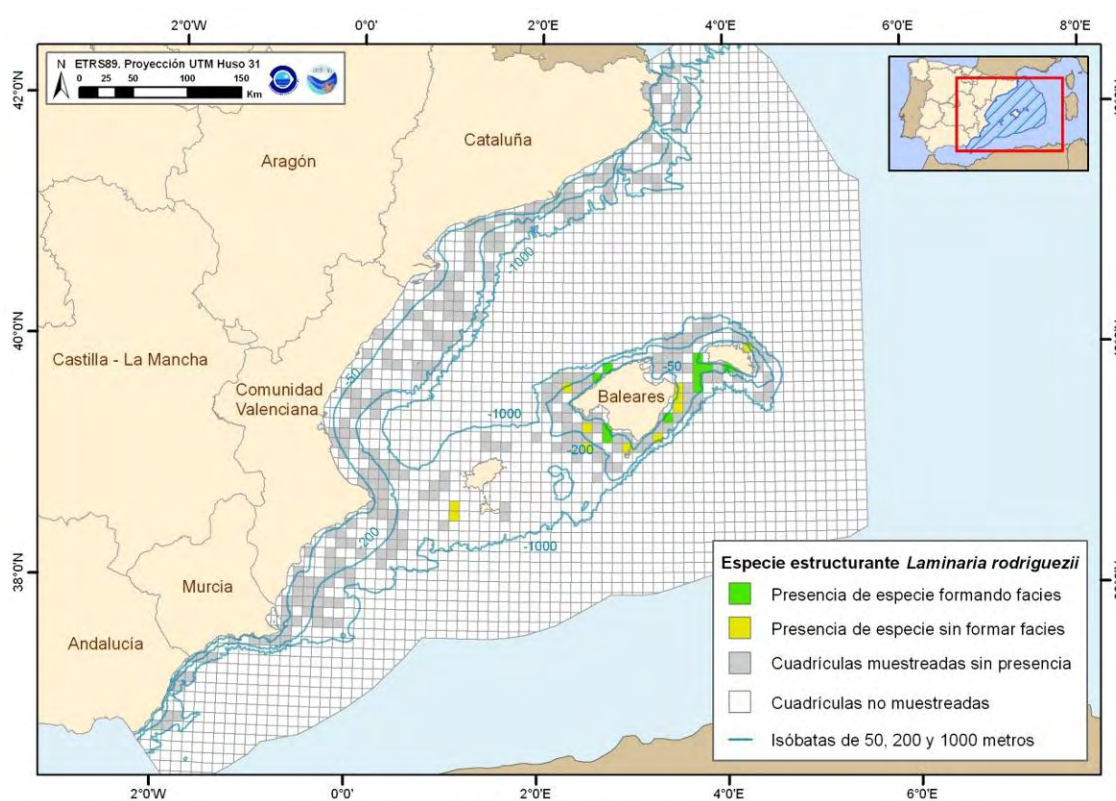 2°0'W 0°0' 2°0'E 4°0'E 6°0'E 8°0'E
N ETRS89. Proyección UTM Huso 31
0 25 50 100 150
Km
42°0'N
Cataluña
Aragón
-1000
40°0'N
Castilla - La Mancha
-50
-50
Comunidad
Valenciana
Baleares
-1000
-200
-200
-1000
38°0'N
Murcia
Andalucía
Especie estructurante Laminaria rodriguezii
Presencia de especie formando facies
Presencia de especie sin formar facies
Cuadrículas muestreadas sin presencia
Cuadrículas no muestreadas
Isóbatas de 50, 200 y 1000 metros
2°0'W 0°0' 2°0'E 4°0'E 6°0'E